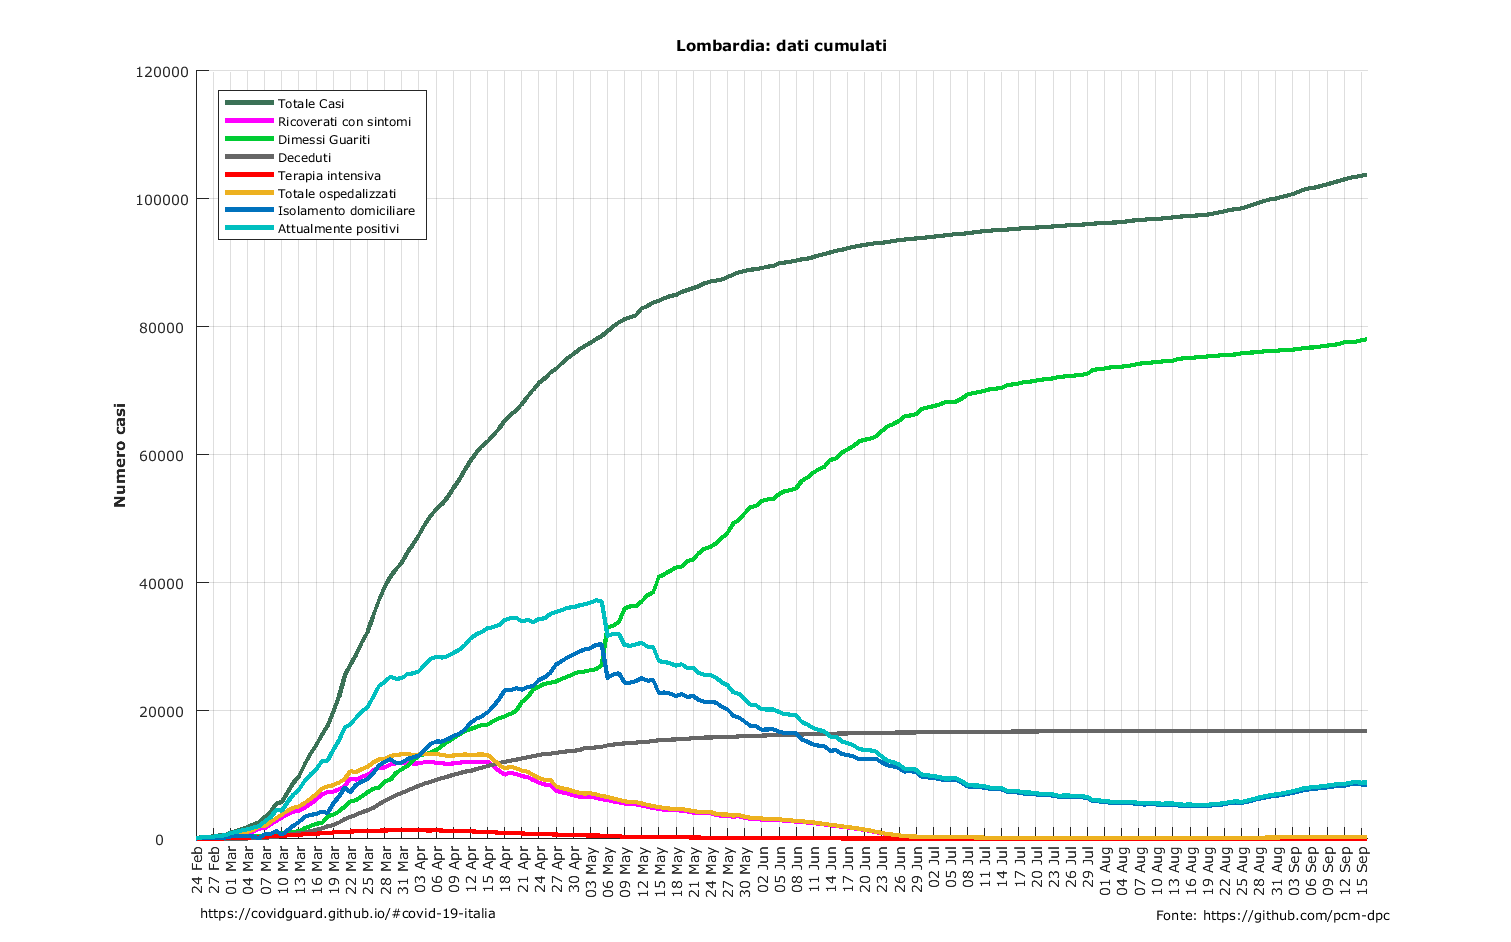 Lombardia: dati cumulati
120000
100000
80000
60000
40000
20000
0
Numero casi
Totale Casi
Ricoverati con sintomi
Dimessi Guariti
Deceduti
Terapia intensiva
Totale ospedalizzati
Isolamento domiciliare
Attualmente positivi
24 Feb
27 Feb
01 Mar
04 Mar
07 Mar
10 Mar
13 Mar
16 Mar
19 Mar
22 Mar
25 Mar
28 Mar
31 Mar
03 Apr
06 Apr
09 Apr
12 Apr
15 Apr
18 Apr
21 Apr
24 Apr
27 Apr
30 Apr
03 May
06 May
09 May
12 May
15 May
18 May
21 May
24 May
27 May
30 May
02 Jun
05 Jun
08 Jun
11 Jun
14 Jun
17 Jun
20 Jun
23 Jun
26 Jun
29 Jun
02 Jul
05 Jul
08 Jul
11 Jul
14 Jul
17 Jul
20 Jul
23 Jul
26 Jul
29 Jul
01 Aug
04 Aug
07 Aug
10 Aug
13 Aug
16 Aug
19 Aug
22 Aug
25 Aug
28 Aug
31 Aug
03 Sep
06 Sep
09 Sep
12 Sep
15 Sep
https://covidguard.github.io/#covid-19-italia
Fonte: https://github.com/pcm-dpc